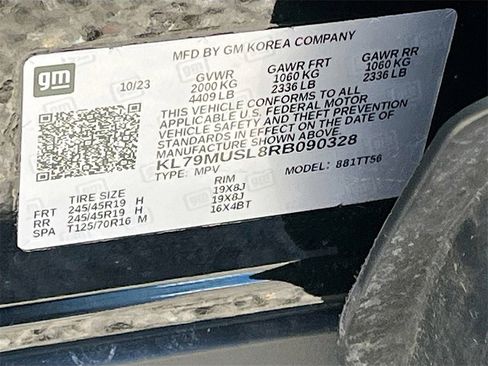 MFD BY GM KOREA COMPANY
gm
10/23
GVWR
2000 KG
4409 LB
GAWR FRT
1060 KG
2336 LB
GAWR RR
1060 KG
2336 LB
THIS VEHICLE CONFORMS TO ALL
APPLICABLE U.S. FEDERAL MOTOR
VEHICLE SAFETY AND THEFT PREVENTION
STANDARDS IN EFFECT ON THE DATE OF
MANUFACTURE SHOWN ABOVE.
KL79MUSL8RB090328
TYPE: MPV MODEL: 881TT56
TIRE SIZE RIM
FRT 245/45R19 H 19X8J
RR 245/45R19 H 19X8J
SPA T125/70R16 M 16X4BT